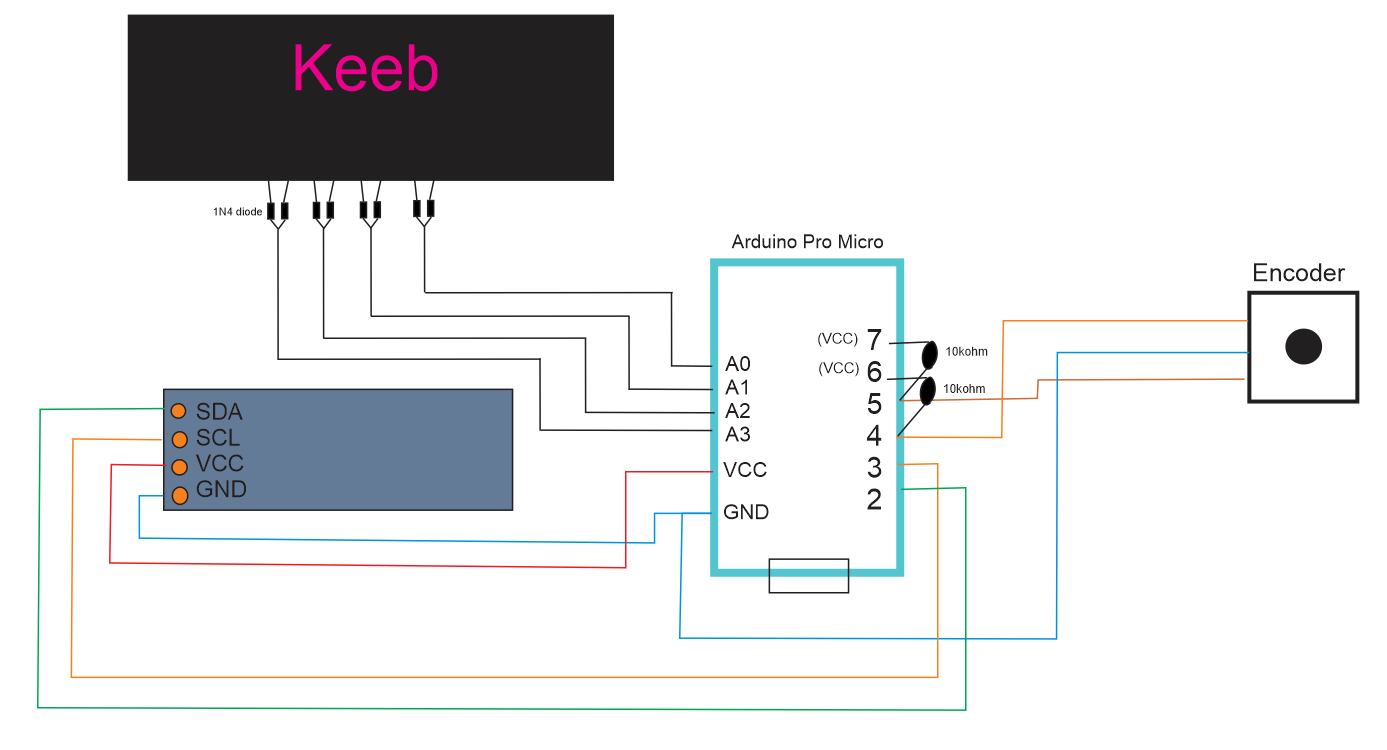 Keeb
1N4 diode
Arduino Pro Micro
Encoder
(VCC) 7
10kohm
(VCC) 6
10kohm
5
4
3
2
A0
A1
A2
A3
VCC
GND
SDA
SCL
VCC
GND